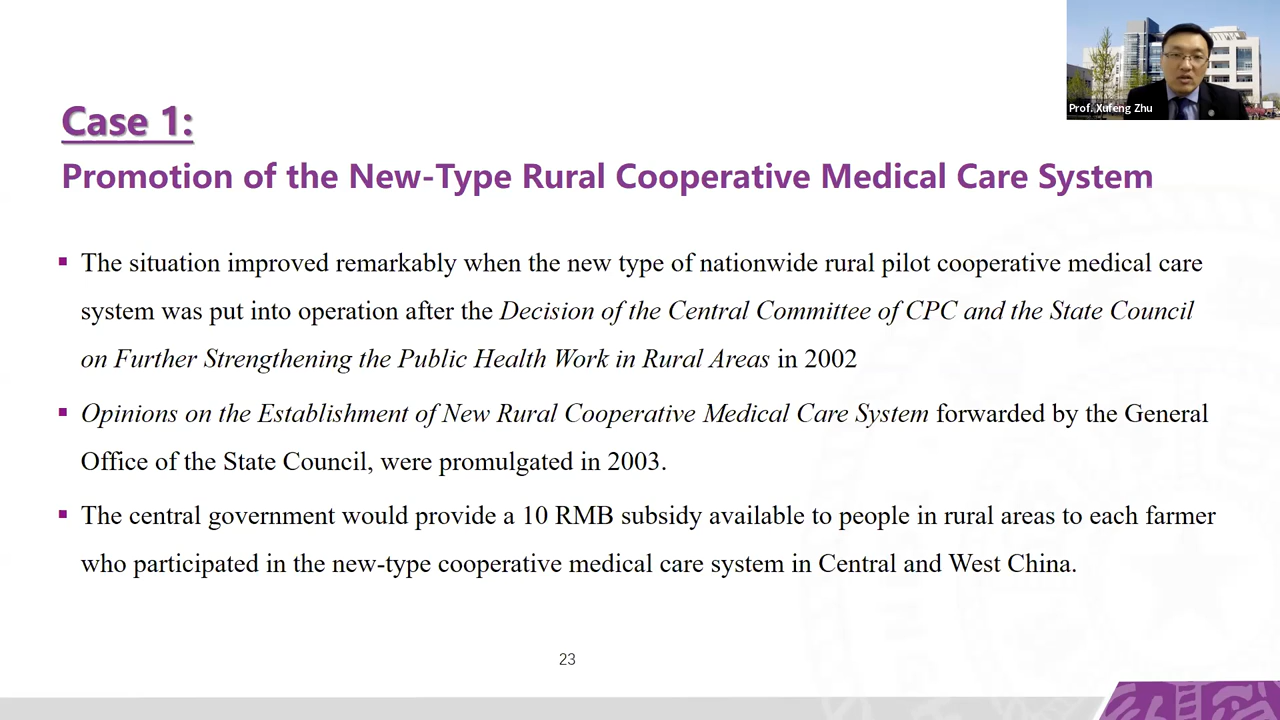 Prof. Xufeng Zhu
Case 1:
Promotion of the New-Type Rural Cooperative Medical Care System
▪ The situation improved remarkably when the new type of nationwide rural pilot cooperative medical care
system was put into operation after the Decision of the Central Committee of CPC and the State Council
on Further Strengthening the Public Health Work in Rural Areas in 2002
▪ Opinions on the Establishment of New Rural Cooperative Medical Care System forwarded by the General
Office of the State Council, were promulgated in 2003.
▪ The central government would provide a 10 RMB subsidy available to people in rural areas to each farmer
who participated in the new-type cooperative medical care system in Central and West China.
23